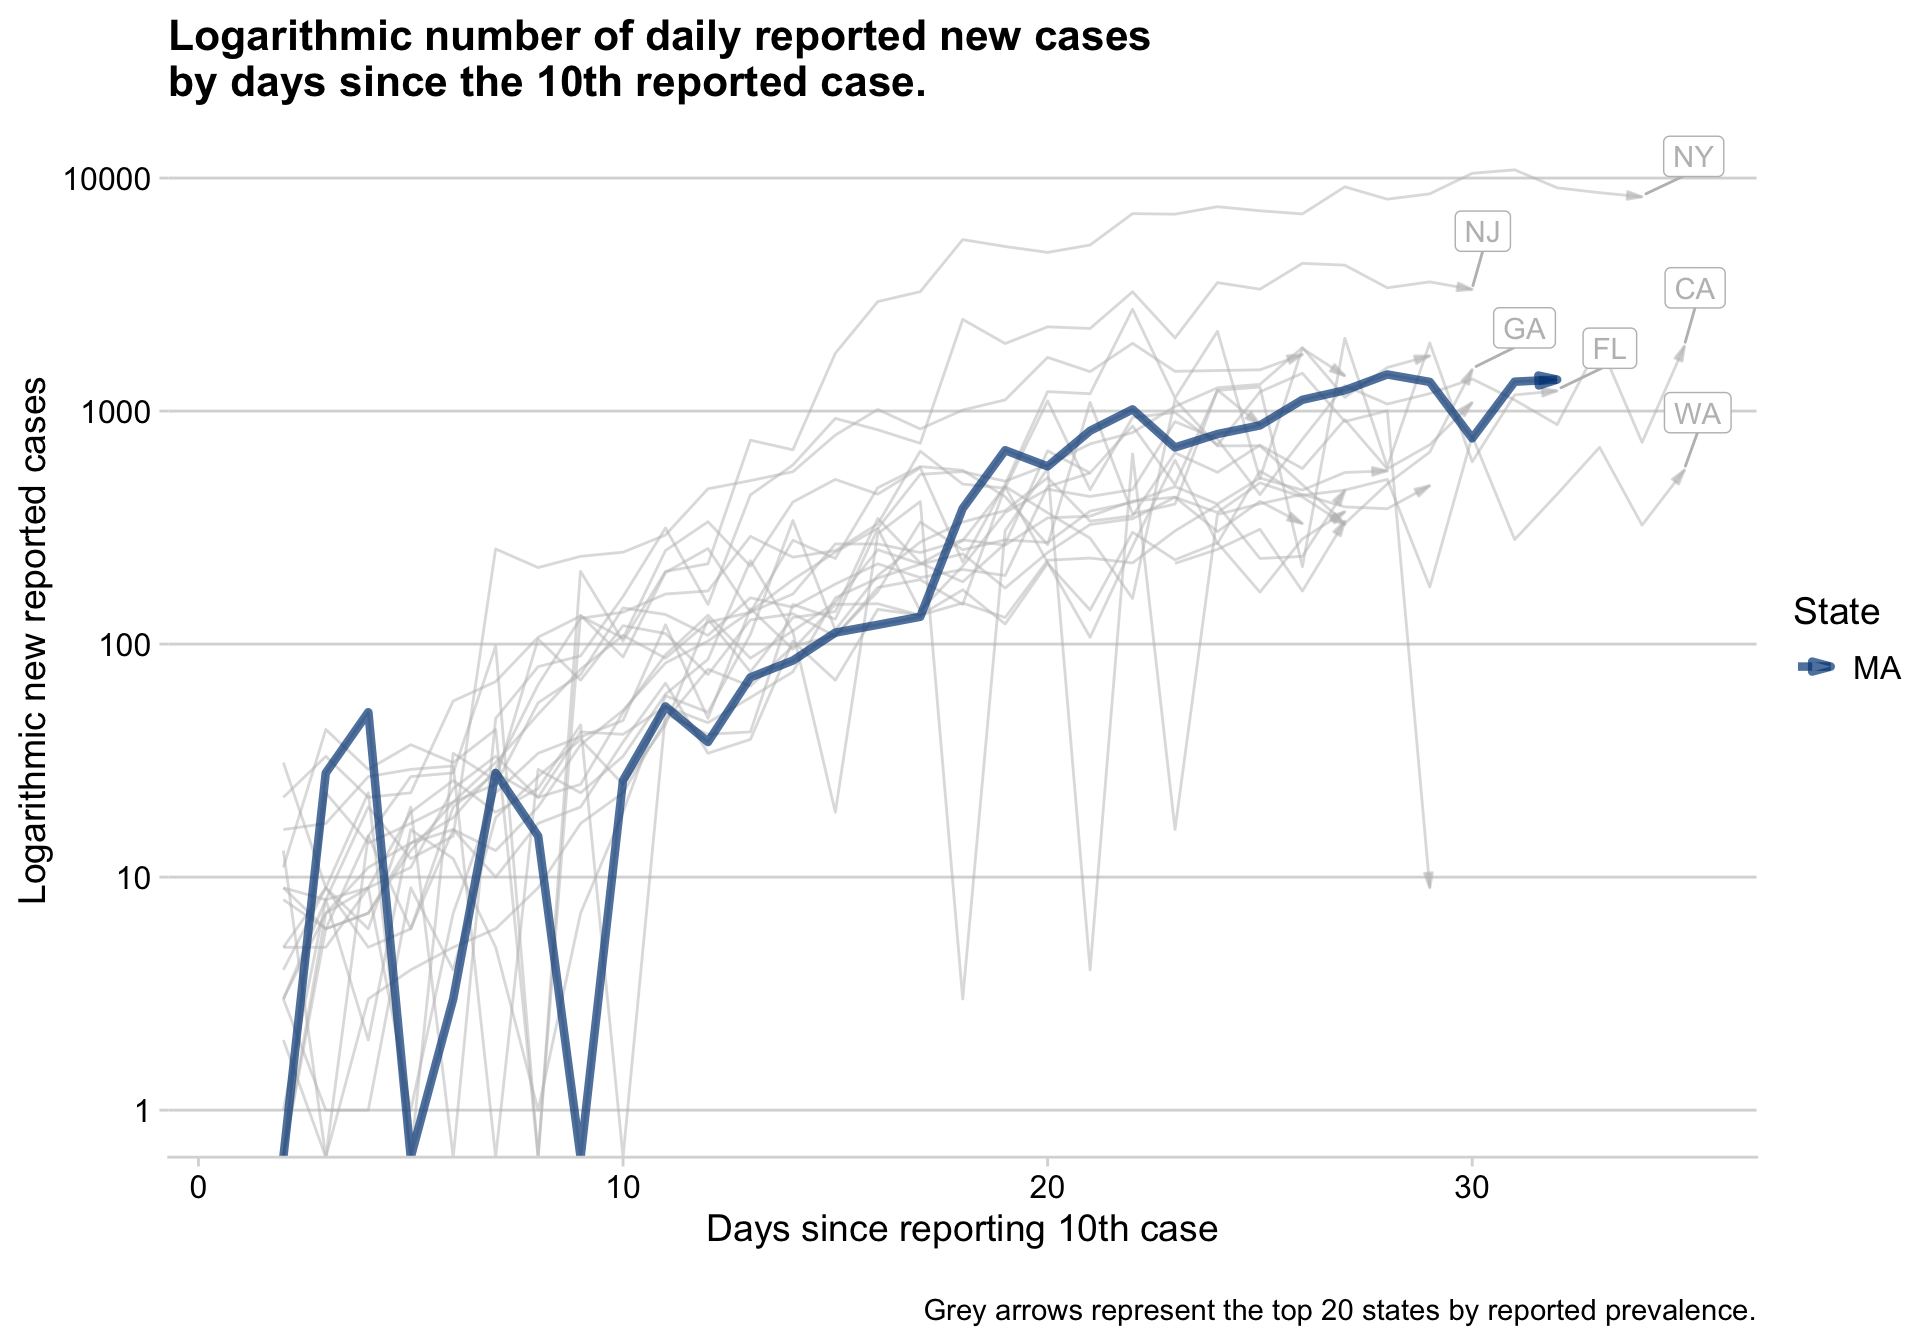 Logarithmic number of daily reported new cases
by days since the 10th reported case.
Logarithmic new reported cases
10000
1000
100
10
1
NY
NJ
CA
GA
FL
WA
State
MA
0
10
20
30
Days since reporting 10th case
Grey arrows represent the top 20 states by reported prevalence.